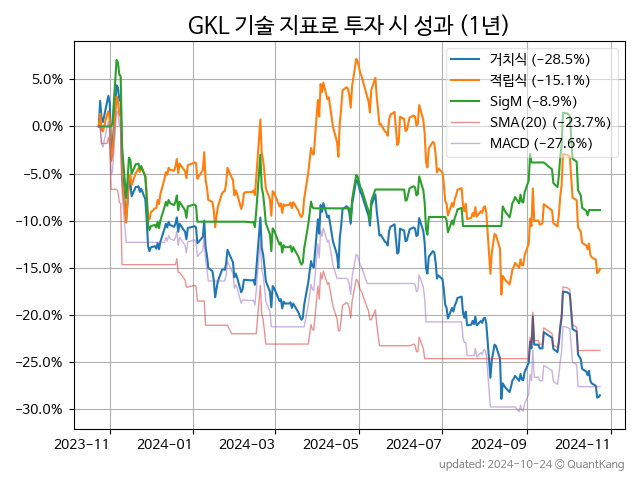 GKL 기술 지표로 투자 시 성과 (1년)
거치식 (−28.5%)
적립식 (−15.1%)
SigM (−8.9%)
SMA(20) (−23.7%)
MACD (−27.6%)
5.0%
0.0%
−5.0%
−10.0%
−15.0%
−20.0%
−25.0%
−30.0%
2023-11 2024-01 2024-03 2024-05 2024-07 2024-09 2024-11
updated: 2024-10-24 © QuantKang